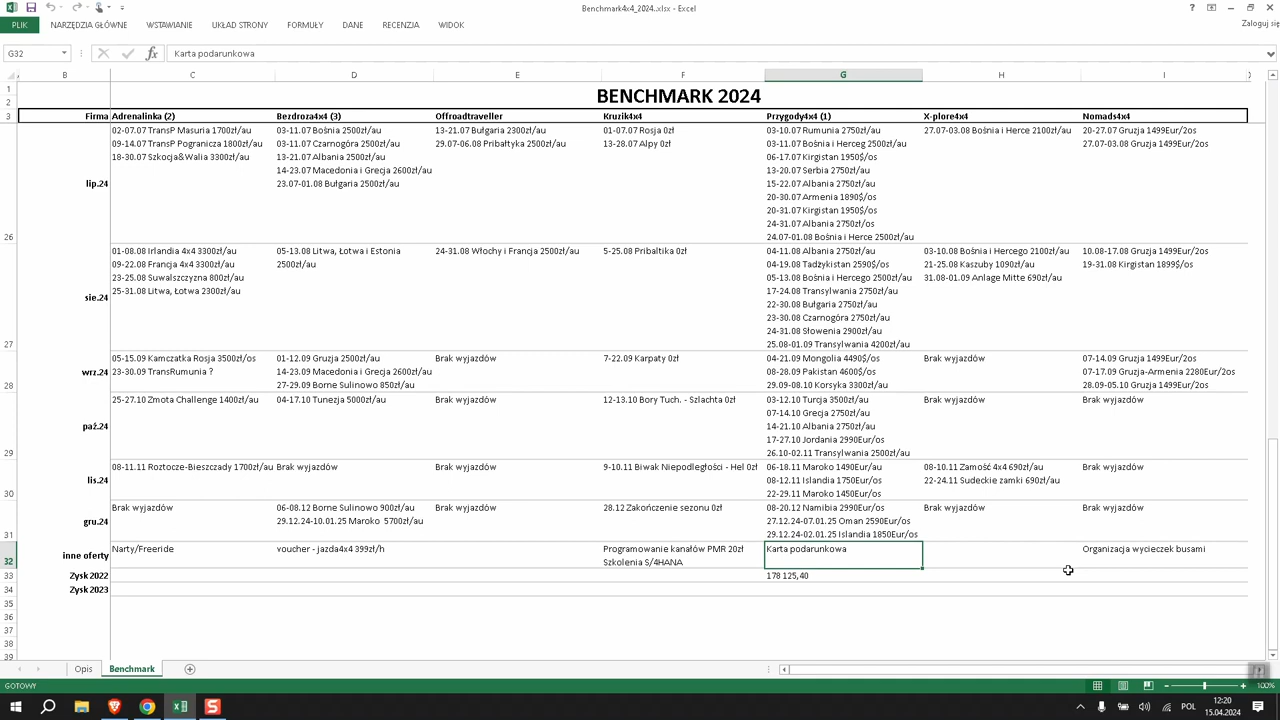 Benchmark4x4_2024..xlsx - Excel
Zaloguj się
PLIK NARZĘDZIA GŁÓWNE WSTAWIANIE UKŁAD STRONY FORMUŁY DANE RECENZJA WIDOK
G32 Karta podarunkowa
B C D E F G H I
1 BENCHMARK 2024
2
3 Firma Adrenalinka (2) Bezdroza4x4 (3) Offroadtraveller Kruzik4x4 Przygody4x4 (1) X-plore4x4 Nomads4x4
26 lip.24
02-07.07 TransP Masuria 1700zł/au
09-14.07 TransP Pogranicza 1800zł/au
18-30.07 Szkocja&Walia 3300zł/au
03-11.07 Bośnia 2500zł/au
03-11.07 Czarnogóra 2500zł/au
13-21.07 Albania 2500zł/au
14-23.07 Macedonia i Grecja 2600zł/au
23.07-01.08 Bułgaria 2500zł/au
13-21.07 Bułgaria 2300zł/au
29.07-06.08 Pribałtyka 2500zł/au
01-07.07 Rosja 0zł
13-28.07 Alpy 0zł
03-10.07 Rumunia 2750zł/au
03-11.07 Bośnia i Herceg 2500zł/au
06-17.07 Kirgistan 1950$/os
13-20.07 Serbia 2750zł/au
15-22.07 Albania 2750zł/au
20-30.07 Armenia 1890$/os
20-31.07 Kirgistan 1950$/os
24-31.07 Albania 2750zł/os
24.07-01.08 Bośnia i Herce 2500zł/au
27.07-03.08 Bośnia i Herce 2100zł/au
20-27.07 Gruzja 1499Eur/2os
27.07-03.08 Gruzja 1499Eur/2os
27 sie.24
01-08.08 Irlandia 4x4 3300zł/au
09-22.08 Francja 4x4 3300zł/au
23-25.08 Suwalszczyzna 800zł/au
25-31.08 Litwa, Łotwa 2300zł/au
05-13.08 Litwa, Łotwa i Estonia
2500zł/au
24-31.08 Włochy i Francja 2500zł/au
5-25.08 Pribaltika 0zł
04-11.08 Albania 2750zł/au
04-19.08 Tadzykistan 2590$/os
05-13.08 Bośnia i Hercego 2500zł/au
17-24.08 Transylwania 2750zł/au
22-30.08 Bułgaria 2750zł/au
23-30.08 Czarnogóra 2750zł/au
24-31.08 Słowenia 2900zł/au
25.08-01.09 Transylwania 4200zł/au
03-10.08 Bośnia i Hercego 2100zł/au
21-25.08 Kaszuby 1090zł/au
31.08-01.09 Anlage Mitte 690zł/au
10.08-17.08 Gruzja 1499Eur/2os
19-31.08 Kirgistan 1899$/os
28 wrz.24
05-15.09 Kamczatka Rosja 3500zł/os
23-30.09 TransRumunia ?
01-12.09 Gruzja 2500zł/au
14-23.09 Macedonia i Grecja 2600zł/au
27-29.09 Borne Sulinowo 850zł/au
Brak wyjazdów
7-22.09 Karpaty 0zł
04-21.09 Mongolia 4490$/os
08-28.09 Pakistan 4600$/os
29.09-08.10 Korsyka 3300zł/au
Brak wyjazdów
07-14.09 Gruzja 1499Eur/2os
07-17.09 Gruzja-Armenia 2280Eur/2os
28.09-05.10 Gruzja 1499Eur/2os
29 paź.24
25-27.10 Zmota Challenge 1400zł/au
04-17.10 Tunezja 5000zł/au
Brak wyjazdów
12-13.10 Bory Tuch. - Szlachta 0zł
03-12.10 Turcja 3500zł/au
07-14.10 Grecja 2750zł/au
14-21.10 Albania 2750zł/au
17-27.10 Jordania 2990Eur/os
26.10-02.11 Transylwania 2500zł/au
Brak wyjazdów
Brak wyjazdów
30 lis.24
08-11.11 Roztocze-Bieszczady 1700zł/au
Brak wyjazdów
Brak wyjazdów
9-10.11 Biwak Niepodległości - Hel 0zł
06-18.11 Maroko 1490Eur/au
08-12.11 Islandia 1750Eur/os
22-29.11 Maroko 1450Eur/os
08-10.11 Zamość 4x4 690zł/au
22-24.11 Sudeckie zamki 690zł/au
Brak wyjazdów
31 gru.24
Brak wyjazdów
06-08.12 Borne Sulinowo 900zł/au
29.12.24-10.01.25 Maroko 5700zł/au
Brak wyjazdów
28.12 Zakończenie sezonu 0zł
08-20.12 Namibia 2990Eur/os
27.12.24-07.01.25 Oman 2590Eur/os
29.12.24-02.01.25 Islandia 1850Eur/os
Brak wyjazdów
Brak wyjazdów
32 inne oferty
Narty/Freeride
voucher - jazda4x4 399zł/h
Programowanie kanałów PMR 20zł
Szkolenia S/4HANA
Karta podarunkowa
Organizacja wycieczek busami
33 Zysk 2022 178 125,40
34 Zysk 2023
35
36
37
38
39
Opis Benchmark
GOTOWY 100%
POL 12:20
15.04.2024